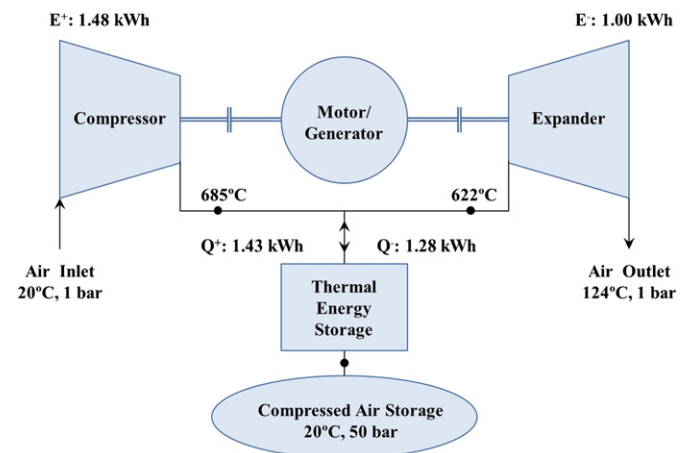 E⁺: 1.48 kWh
E⁻: 1.00 kWh
Compressor
Motor/
Generator
Expander
685ºC
622ºC
Q⁺: 1.43 kWh
Q⁻: 1.28 kWh
Air Inlet
20ºC, 1 bar
Air Outlet
124ºC, 1 bar
Thermal
Energy
Storage
Compressed Air Storage
20ºC, 50 bar